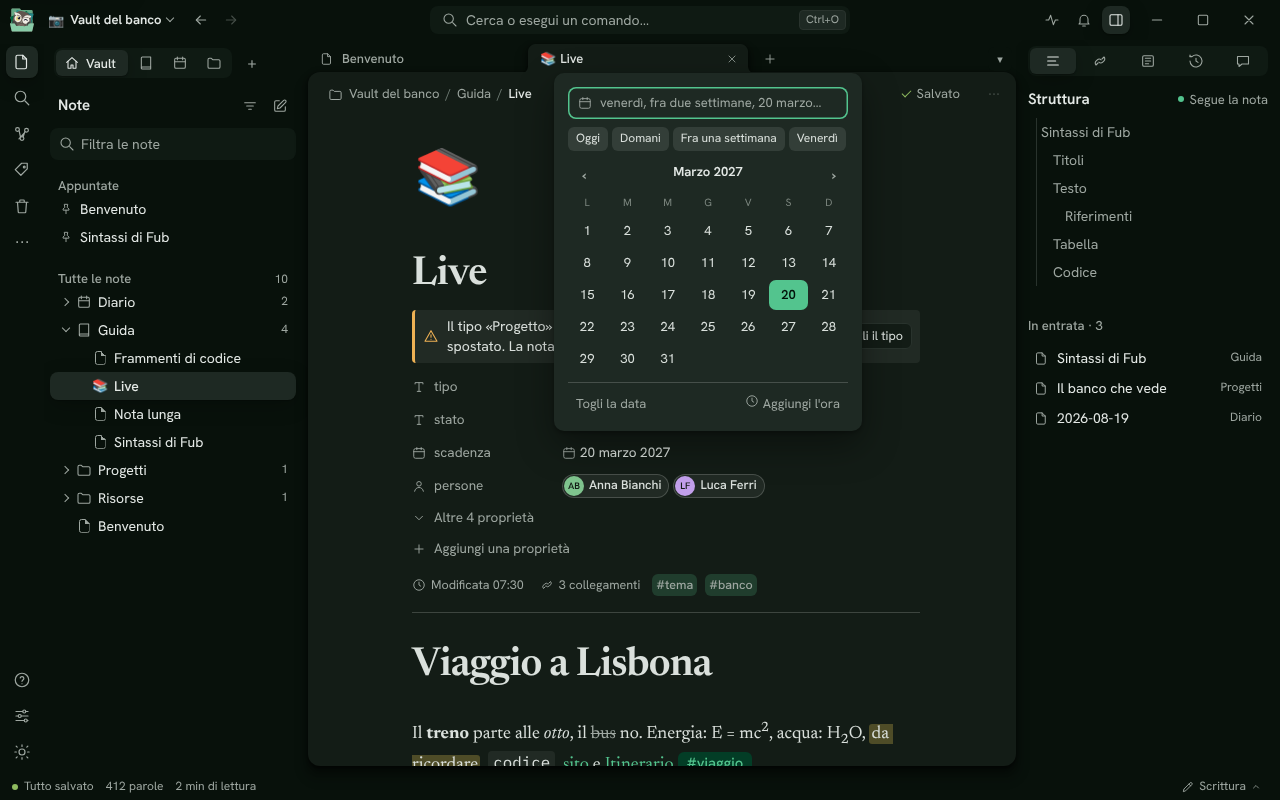 Vault del banco
Cerca o esegui un comando…
Ctrl+O
Vault
Benvenuto
Live
Note
Filtra le note
Appuntate
Benvenuto
Sintassi di Fub
Tutte le note 10
Diario 2
Guida 4
Frammenti di codice
Live
Nota lunga
Sintassi di Fub
Progetti 1
Risorse 1
Benvenuto
Vault del banco / Guida / Live
Salvato
venerdì, fra due settimane, 20 marzo…
Oggi Domani Fra una settimana Venerdì
‹ Marzo 2027 ›
L M M G V S D
1 2 3 4 5 6 7
8 9 10 11 12 13 14
15 16 17 18 19 20 21
22 23 24 25 26 27 28
29 30 31
Togli la data Aggiungi l'ora
Live
Il tipo «Progetto»
spostato. La nota
li il tipo
tipo
stato
scadenza 20 marzo 2027
persone AB Anna Bianchi LF Luca Ferri
Altre 4 proprietà
Aggiungi una proprietà
Modificata 07:30 3 collegamenti #tema #banco
Viaggio a Lisbona
Il treno parte alle otto, il bus no. Energia: E = mc², acqua: H₂O, da
ricordare codice sito e Itinerario #viaggio
Struttura
Segue la nota
Sintassi di Fub
Titoli
Testo
Riferimenti
Tabella
Codice
In entrata · 3
Sintassi di Fub Guida
Il banco che vede Progetti
2026-08-19 Diario
Tutto salvato 412 parole 2 min di lettura
Scrittura